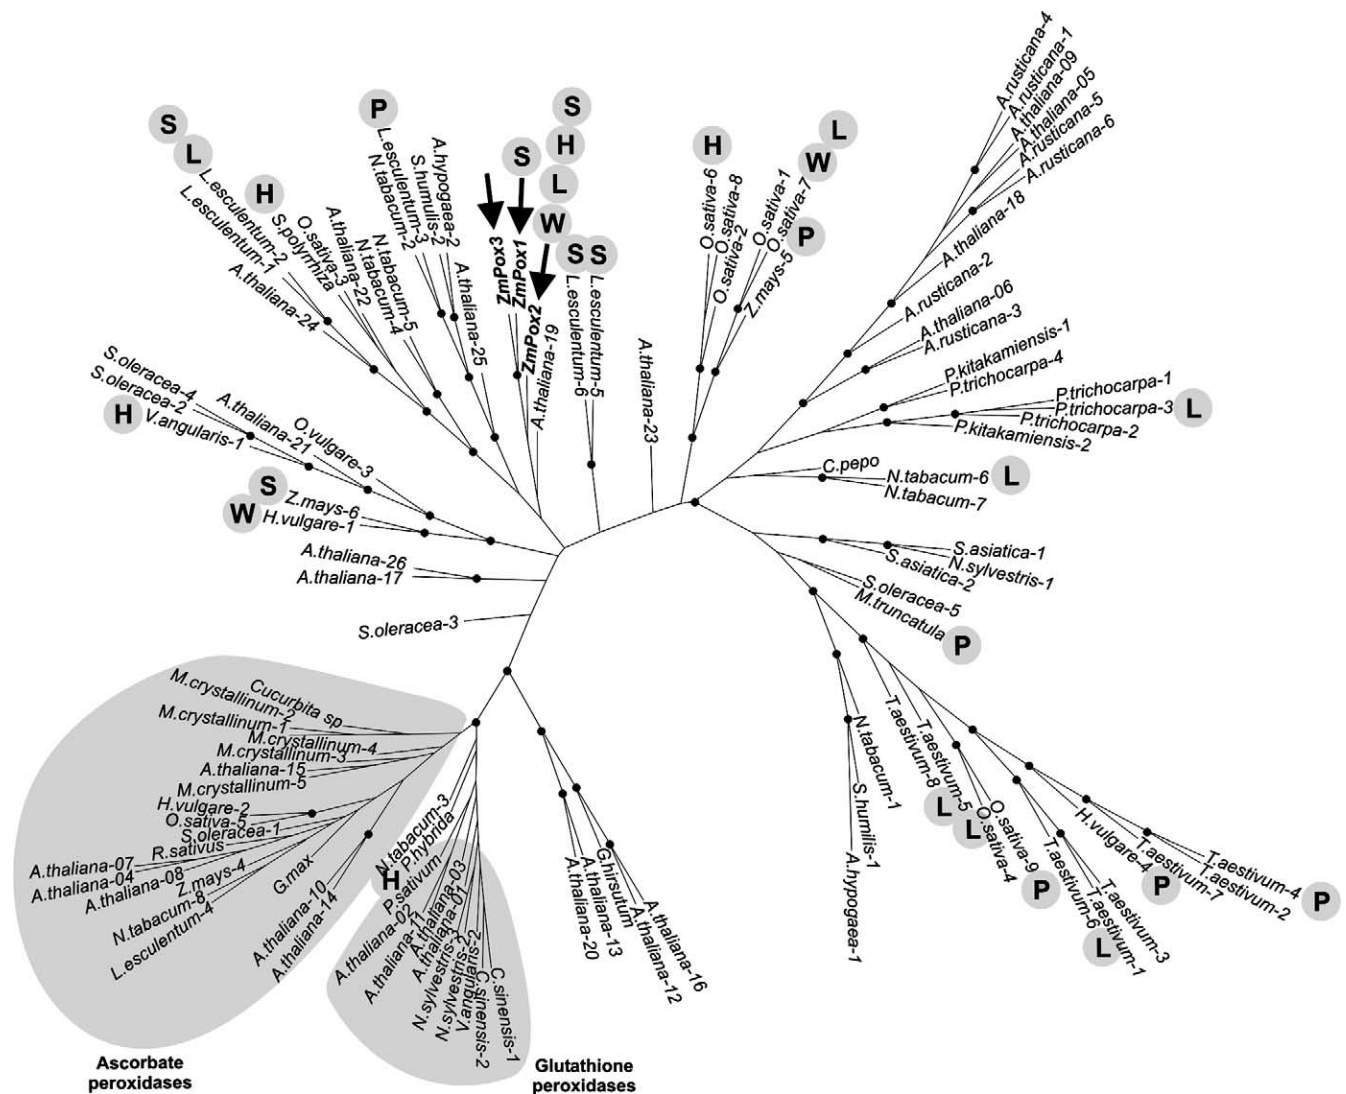 A.rusticana-4
A.rusticana-1
A.thaliana-09
A.thaliana-05
A.rusticana-5
A.rusticana-6
A.thaliana-18
A.rusticana-2
A.thaliana-06
A.rusticana-3
P.kitakamiensis-1
P.trichocarpa-4
P.trichocarpa-1
P.trichocarpa-3
L
P.trichocarpa-2
P.kitakamiensis-2
C.pepo
N.tabacum-6
L
N.tabacum-7
S.asiatica-1
N.sylvestris-1
S.asiatica-2
S.oleracea-5
M.truncatula
P
T.aestivum-4
T.aestivum-2
P
T.aestivum-7
H.vulgare-4
P
T.aestivum-3
T.aestivum-1
T.aestivum-6
L
O.sativa-9
P
O.sativa-4
T.aestivum-5
L
T.aestivum-8
L
N.tabacum-1
S.humilis-1
A.hypogaea-1
A.thaliana-16
A.thaliana-12
G.hirsutum
A.thaliana-13
A.thaliana-20
C.sinensis-1
C.sinensis-2
V.angularis-2
N.sylvestris-2
N.sylvestris-3
A.thaliana-01
A.thaliana-03
A.thaliana-11
A.thaliana-02
P.sativum
H
P.hybrida
N.tabacum-3
Glutathione
peroxidases
A.thaliana-14
A.thaliana-10
G.max
L.esculentum-4
N.tabacum-8
Z.mays-4
A.thaliana-08
A.thaliana-04
A.thaliana-07
R.sativus
S.oleracea-1
O.sativa-5
H.vulgare-2
M.crystallinum-5
A.thaliana-15
M.crystallinum-3
M.crystallinum-4
M.crystallinum-1
M.crystallinum-2
Cucurbita sp
Ascorbate
peroxidases
S.oleracea-3
A.thaliana-17
A.thaliana-26
H.vulgare-1
W
Z.mays-6
S
O.vulgare-3
A.thaliana-21
V.angularis-1
H
S.oleracea-2
S.oleracea-4
A.thaliana-24
L.esculentum-1
L.esculentum-2
L
S
S.polyrrhiza
H
O.sativa-3
A.thaliana-22
N.tabacum-4
N.tabacum-5
N.tabacum-2
L.esculentum-3
P
S.humulis-2
A.hypogaea-2
A.thaliana-25
ZmPox3
ZmPox1
S
ZmPox2
W
L
H
S
A.thaliana-19
L.esculentum-6
S
L.esculentum-5
S
A.thaliana-23
O.sativa-6
H
O.sativa-8
O.sativa-2
O.sativa-1
O.sativa-7
W
L
Z.mays-5
P